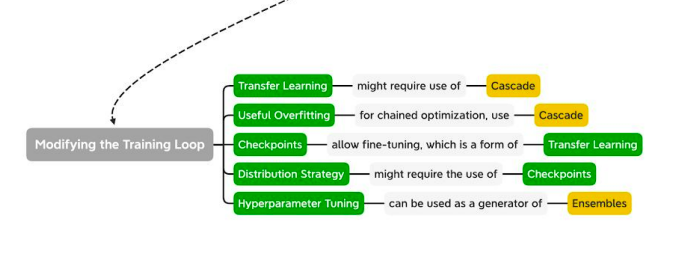 Transfer Learning might require use of Cascade
Useful Overfitting for chained optimization, use Cascade
Modifying the Training Loop Checkpoints allow fine-tuning, which is a form of Transfer Learning
Distribution Strategy might require the use of Checkpoints
Hyperparameter Tuning can be used as a generator of Ensembles